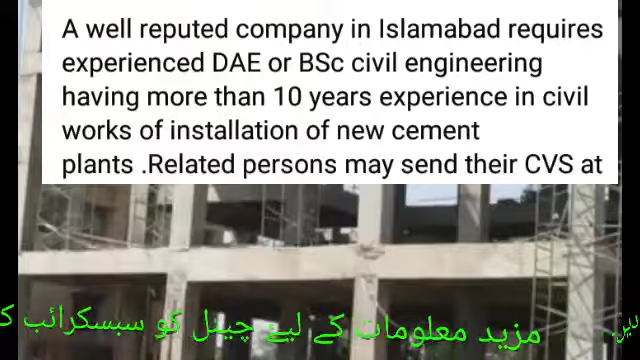 A well reputed company in Islamabad requires
experienced DAE or BSc civil engineering
having more than 10 years experience in civil
works of installation of new cement
plants .Related persons may send their CVS at
مزید معلومات کے لیے چینل کو سبسکرائب